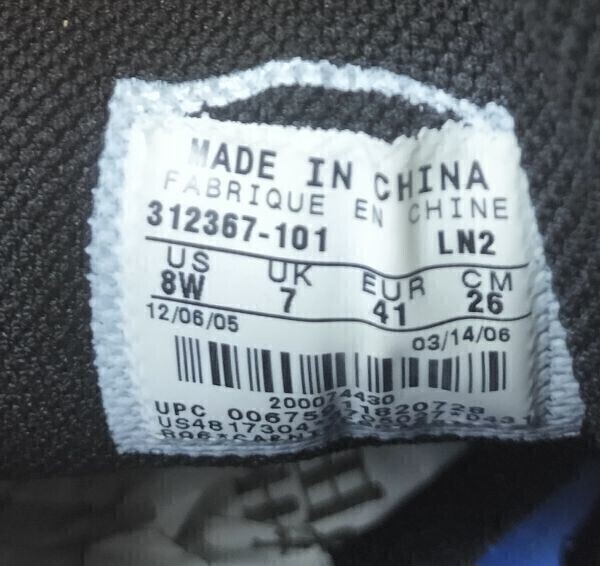 MADE IN CHINA
FABRIQUE EN CHINE
312367-101 LN2
US UK EUR CM
8W 7 41 26
12/06/05 03/14/06
200074430
UPC